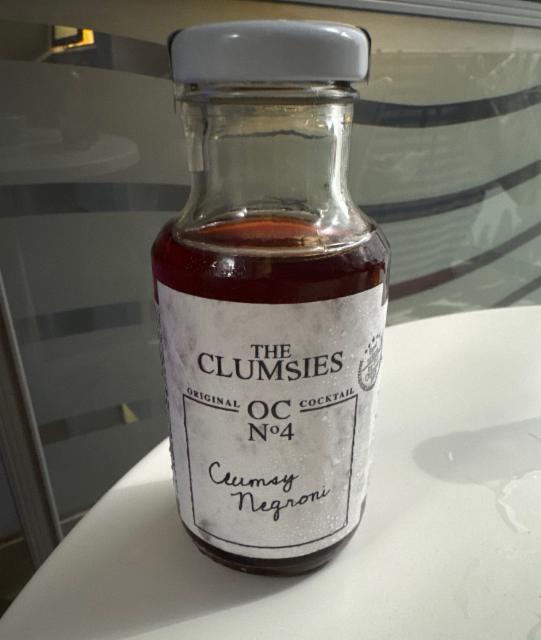 THE
CLUMSIES
ORIGINAL COCKTAIL
OC
Nº4
Clumsy
Negroni